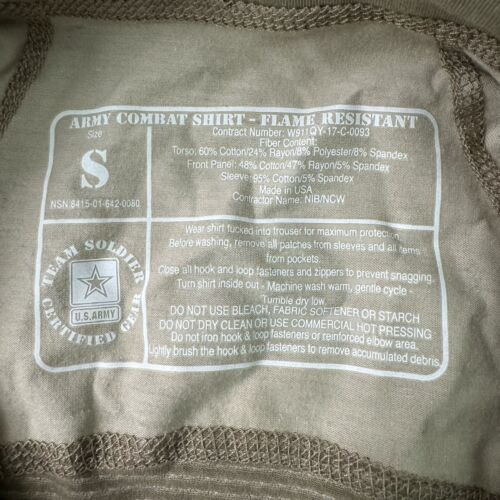 ARMY COMBAT SHIRT - FLAME RESISTANT
Size
S
NSN 8415-01-642-0080
Contract Number: W911QY-17-C-0093
Fiber Content:
Torso: 60% Cotton/24% Rayon/8% Polyester/8% Spandex
Front Panel: 48% Cotton/47% Rayon/5% Spandex
Sleeve: 95% Cotton/5% Spandex
Made in USA
Contractor Name: NIB/NCW
TEAM SOLDIER
U.S.ARMY
CERTIFIED GEAR
Wear shirt tucked into trouser for maximum protection.
Before washing, remove all patches from sleeves and all items
from pockets.
Close all hook and loop fasteners and zippers to prevent snagging.
Turn shirt inside out - Machine wash warm, gentle cycle -
Tumble dry low.
DO NOT USE BLEACH, FABRIC SOFTENER OR STARCH
DO NOT DRY CLEAN OR USE COMMERCIAL HOT PRESSING
Do not iron hook & loop fasteners or reinforced elbow area.
Lightly brush the hook & loop fasteners to remove accumulated debris.